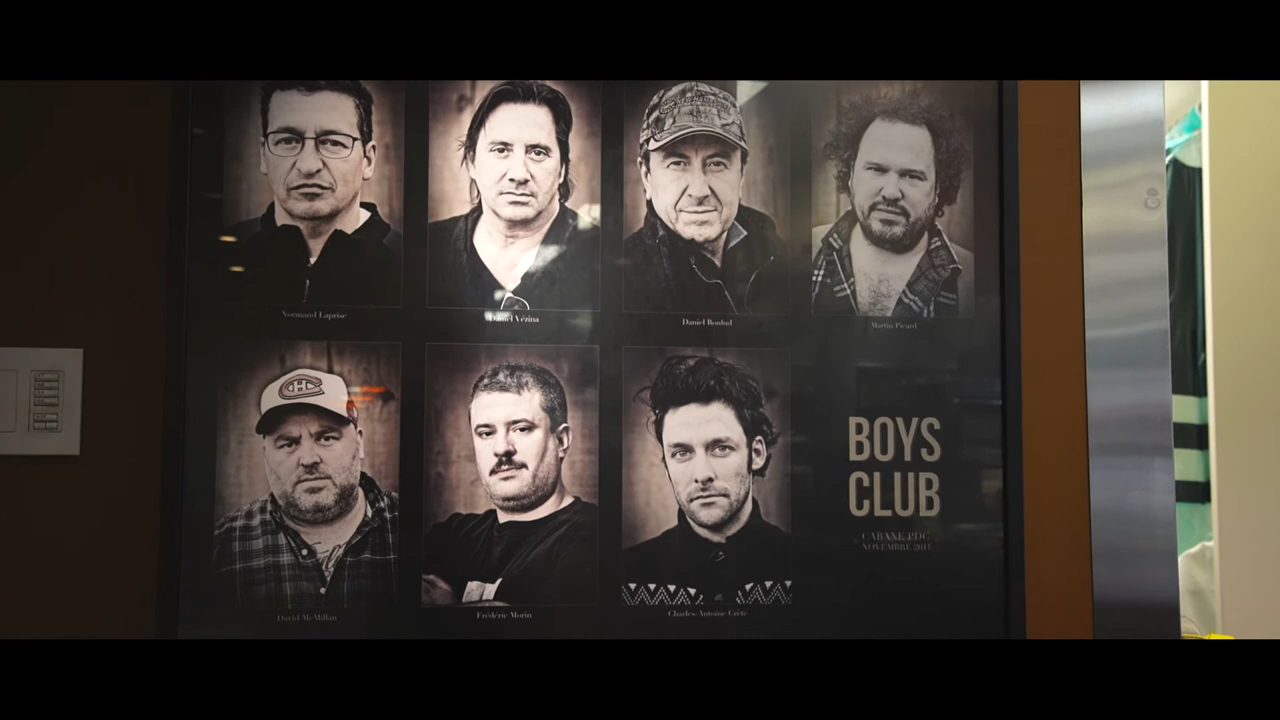 Normand Laprise
Daniel Vézina
Daniel Boulud
Martin Picard
David McMillan
Frédéric Morin
Charles-Antoine Crête
BOYS
CLUB
CABANE PDC
NOVEMBRE 2011